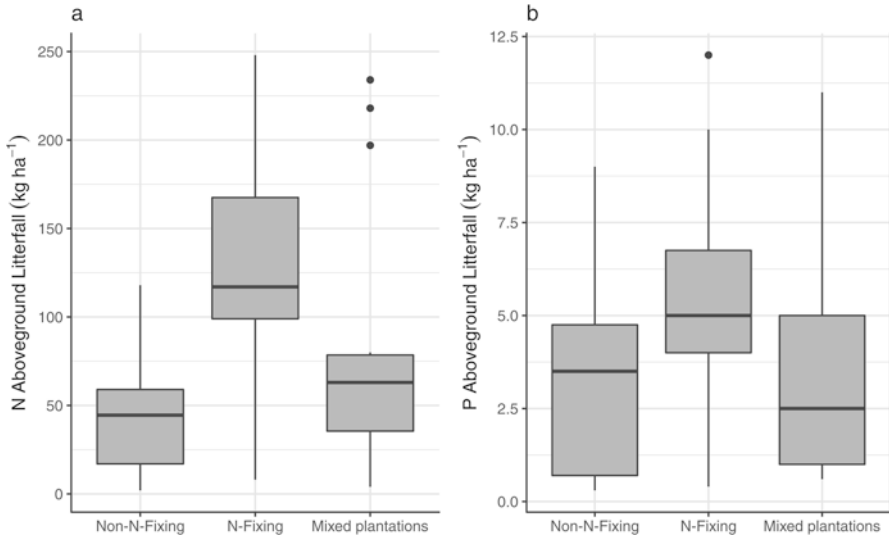 a
N Aboveground Litterfall (kg ha⁻¹)
250
200
150
100
50
0
Non-N-Fixing
N-Fixing
Mixed plantations
b
P Aboveground Litterfall (kg ha⁻¹)
12.5
10.0
7.5
5.0
2.5
0.0
Non-N-Fixing
N-Fixing
Mixed plantations